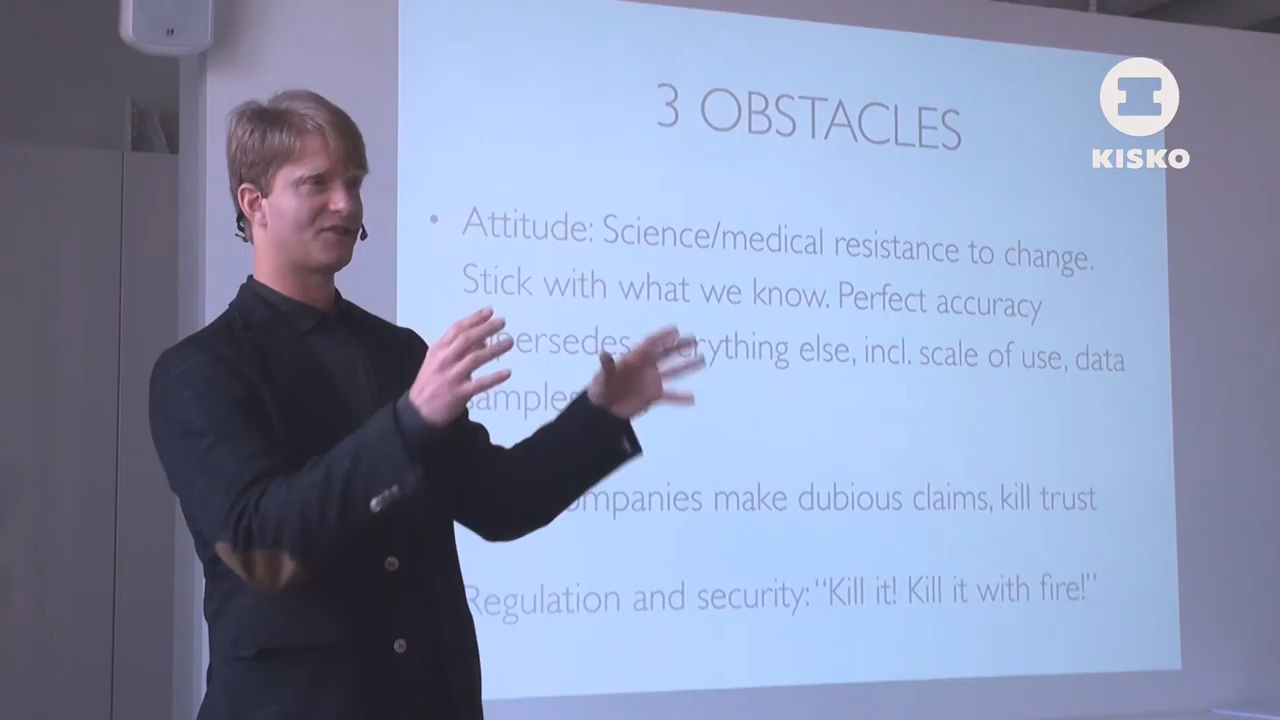 3 OBSTACLES
KISKO
• Attitude: Science/medical resistance to change.
Stick with what we know. Perfect accuracy
everything else, incl. scale of use, data
make dubious claims, kill trust
Regulation and security: “Kill it! Kill it with fire!”